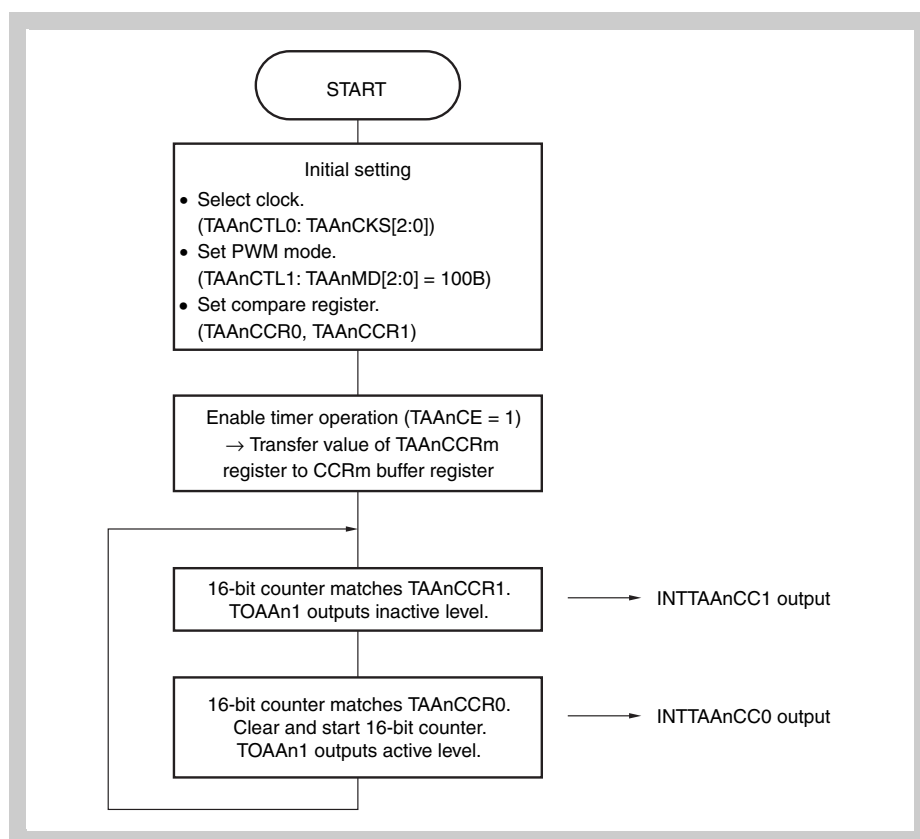 START
Initial setting
• Select clock.
(TAAnCTL0: TAAnCKS[2:0])
• Set PWM mode.
(TAAnCTL1: TAAnMD[2:0] = 100B)
• Set compare register.
(TAAnCCR0, TAAnCCR1)
Enable timer operation (TAAnCE = 1)
→ Transfer value of TAAnCCRm
register to CCRm buffer register
16-bit counter matches TAAnCCR1.
TOAAn1 outputs inactive level.
INTTAAnCC1 output
16-bit counter matches TAAnCCR0.
Clear and start 16-bit counter.
TOAAn1 outputs active level.
INTTAAnCC0 output